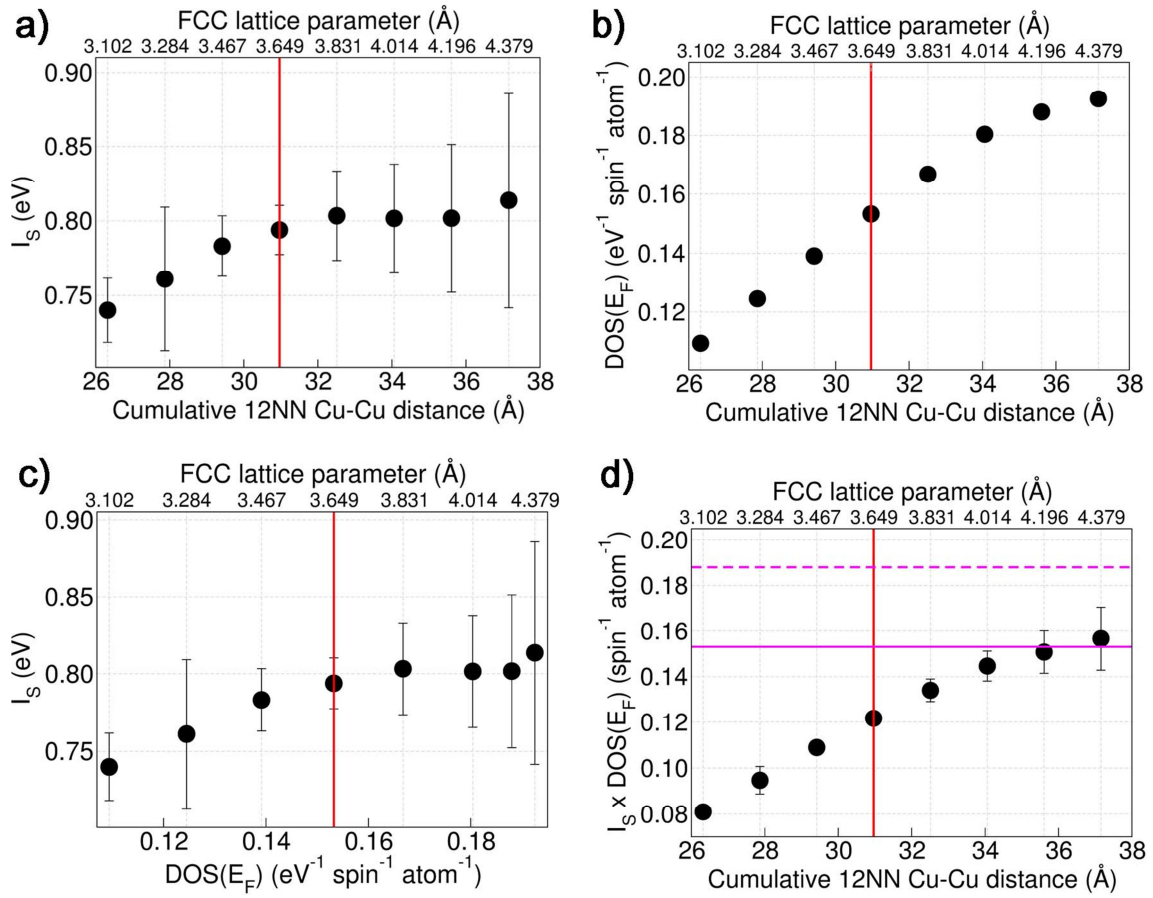 a)
FCC lattice parameter (Å)
3.102 3.284 3.467 3.649 3.831 4.014 4.196 4.379
0.90
0.85
0.80
0.75
I_S (eV)
26 28 30 32 34 36 38
Cumulative 12NN Cu-Cu distance (Å)
b)
FCC lattice parameter (Å)
3.102 3.284 3.467 3.649 3.831 4.014 4.196 4.379
0.20
0.18
0.16
0.14
0.12
DOS(E_F) (eV⁻¹ spin⁻¹ atom⁻¹)
26 28 30 32 34 36 38
Cumulative 12NN Cu-Cu distance (Å)
c)
FCC lattice parameter (Å)
3.102 3.284 3.467 3.649 3.831 4.014 4.379
0.90
0.85
0.80
0.75
I_S (eV)
0.12 0.14 0.16 0.18
DOS(E_F) (eV⁻¹ spin⁻¹ atom⁻¹)
d)
FCC lattice parameter (Å)
3.102 3.284 3.467 3.649 3.831 4.014 4.196 4.379
0.20
0.18
0.16
0.14
0.12
0.10
0.08
I_S x DOS(E_F) (spin⁻¹ atom⁻¹)
26 28 30 32 34 36 38
Cumulative 12NN Cu-Cu distance (Å)